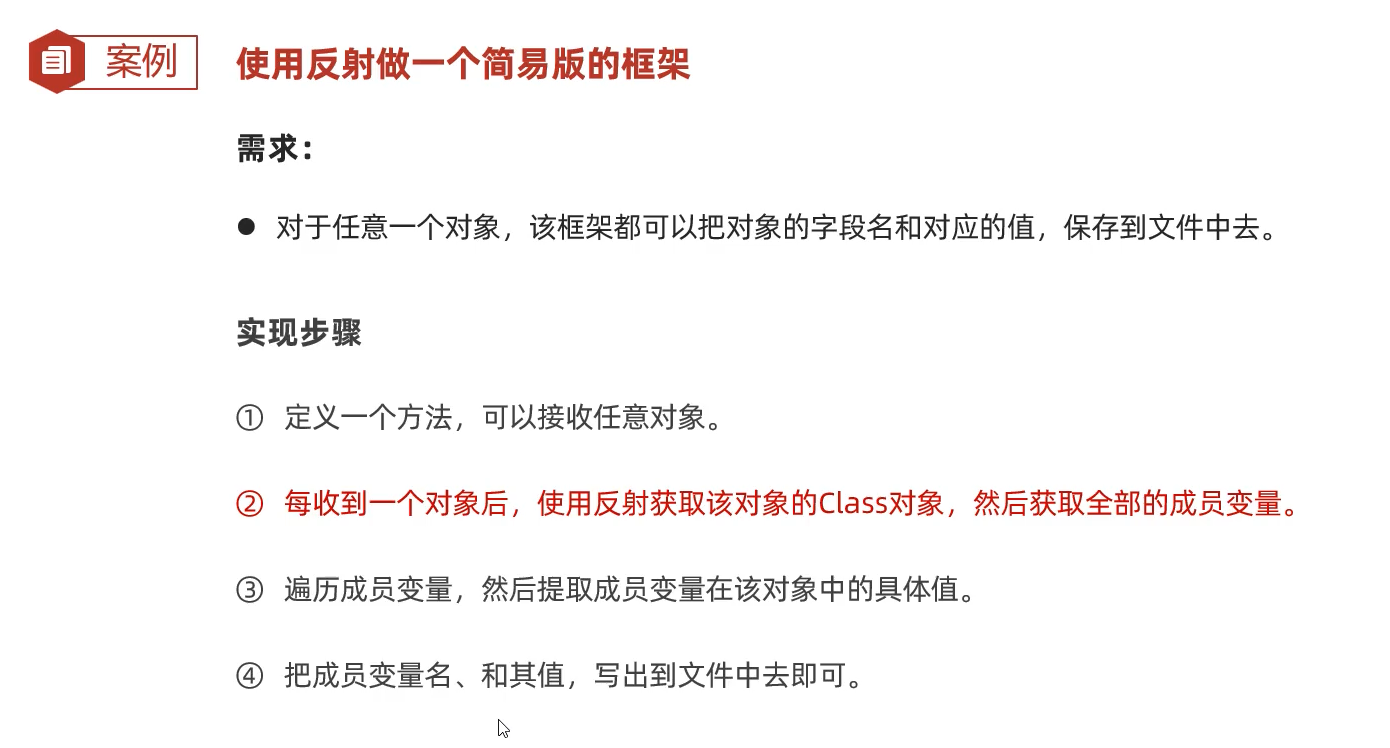 案例
使用反射做一个简易版的框架
需求：
● 对于任意一个对象，该框架都可以把对象的字段名和对应的值，保存到文件中去。
实现步骤
① 定义一个方法，可以接收任意对象。
② 每收到一个对象后，使用反射获取该对象的Class对象，然后获取全部的成员变量。
③ 遍历成员变量，然后提取成员变量在该对象中的具体值。
④ 把成员变量名、和其值，写出到文件中去即可。